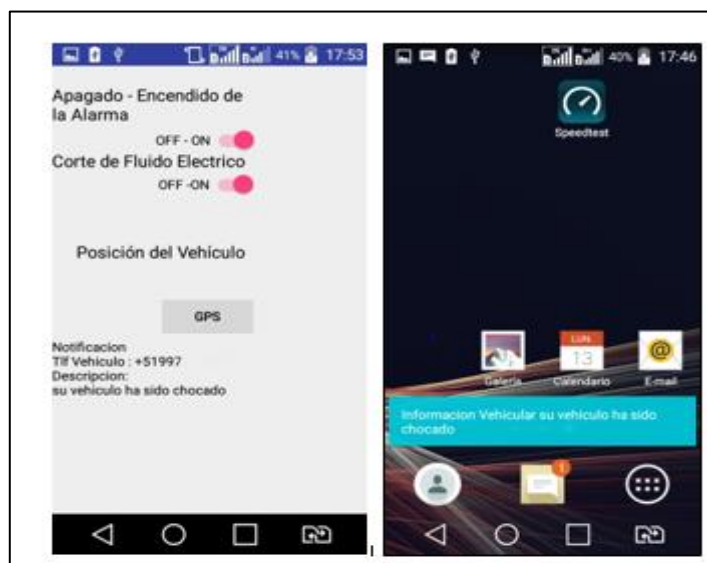 41% 17:53
Apagado - Encendido de
la Alarma
OFF - ON
Corte de Fluido Electrico
OFF -ON
Posición del Vehículo
GPS
Notificacion
Tlf Vehiculo : +51997
Descripcion:
su vehiculo ha sido chocado
40% 17:46
Speedtest
LUN
13
Galería Calendario E-mail
Informacion Vehicular su vehiculo ha sido
chocado
1